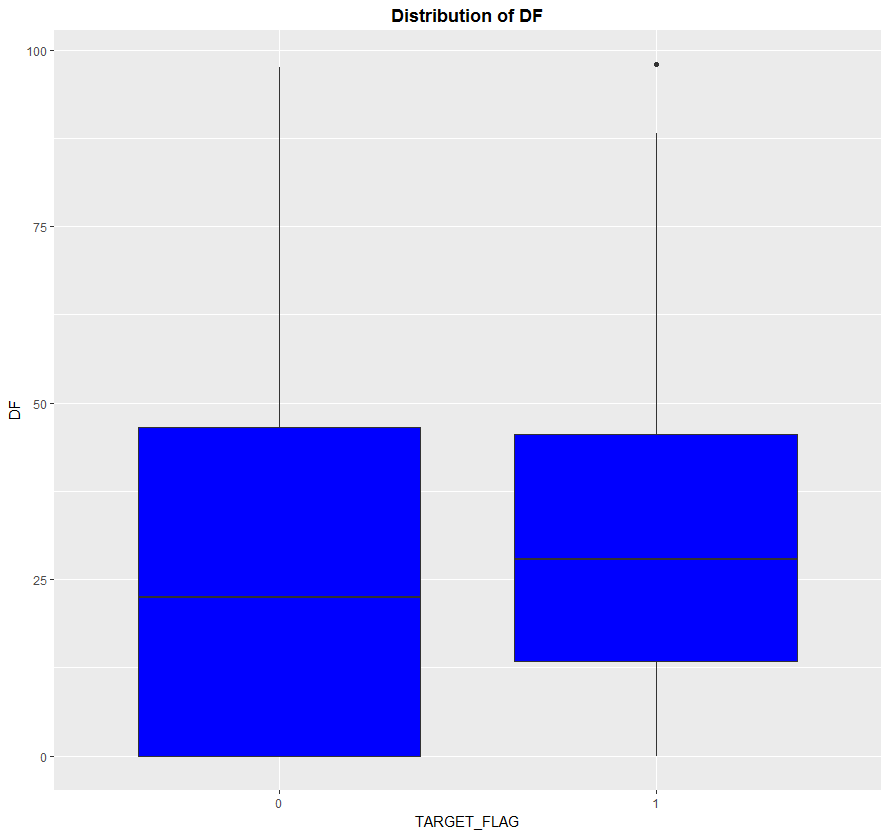 Distribution of DF
100
75
50
25
0
DF
0 1
TARGET_FLAG